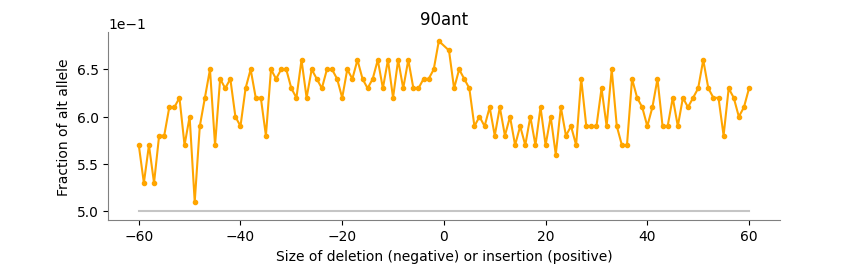 90ant
1e−1
6.5
6.0
5.5
5.0
Fraction of alt allele
−60 −40 −20 0 20 40 60
Size of deletion (negative) or insertion (positive)